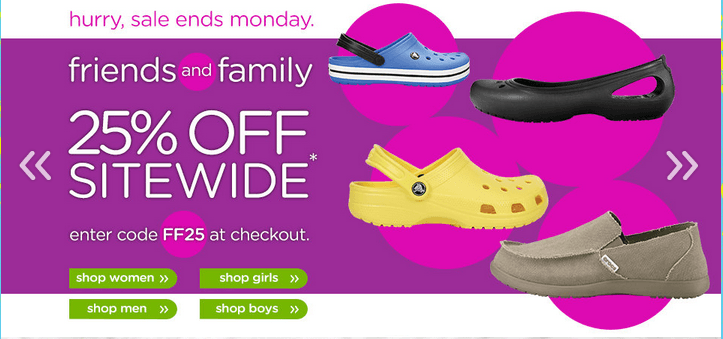 hurry, sale ends monday.
friends and family
25% OFF
SITEWIDE*
enter code FF25 at checkout.
shop women »
shop girls »
shop men »
shop boys »